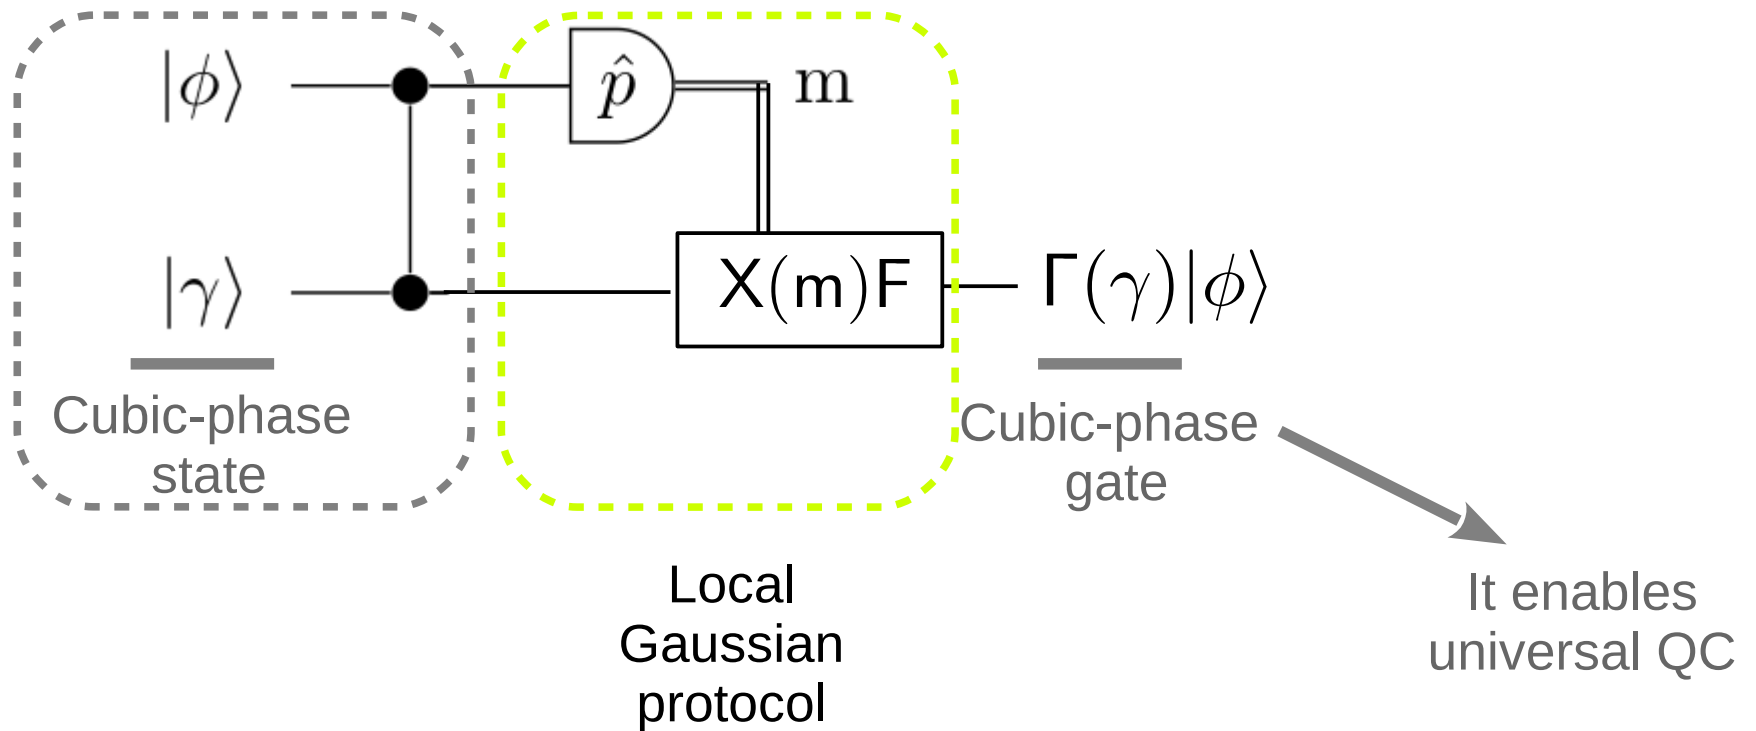 |ϕ⟩
p̂
m
|γ⟩
X(m)F
Γ(γ)|ϕ⟩
Cubic-phase
state
Cubic-phase
gate
Local
Gaussian
protocol
It enables
universal QC